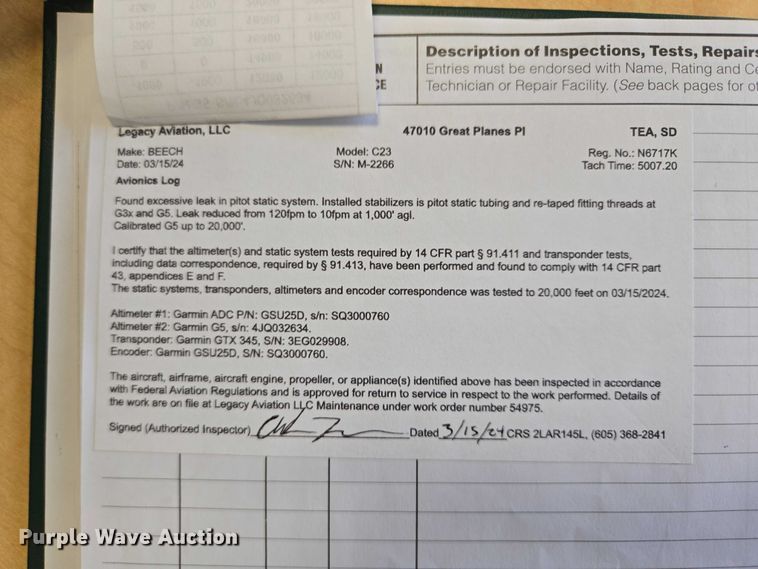 N
CE
Description of Inspections, Tests, Repairs
Entries must be endorsed with Name, Rating and Ce
Technician or Repair Facility. (See back pages for ot
Legacy Aviation, LLC 47010 Great Planes Pl TEA, SD
Make: BEECH Model: C23 Reg. No.: N6717K
Date: 03/15/24 S/N: M-2266 Tach Time: 5007.20
Avionics Log
Found excessive leak in pitot static system. Installed stabilizers is pitot static tubing and re-taped fitting threads at
G3x and G5. Leak reduced from 120fpm to 10fpm at 1,000' agl.
Calibrated G5 up to 20,000'.
I certify that the altimeter(s) and static system tests required by 14 CFR part § 91.411 and transponder tests,
including data correspondence, required by § 91.413, have been performed and found to comply with 14 CFR part
43, appendices E and F.
The static systems, transponders, altimeters and encoder correspondence was tested to 20,000 feet on 03/15/2024.
Altimeter #1: Garmin ADC P/N: GSU25D, s/n: SQ3000760
Altimeter #2: Garmin G5, s/n: 4JQ032634.
Transponder: Garmin GTX 345, S/N: 3EG029908.
Encoder: Garmin GSU25D, S/N: SQ3000760.
The aircraft, airframe, aircraft engine, propeller, or appliance(s) identified above has been inspected in accordance
with Federal Aviation Regulations and is approved for return to service in respect to the work performed. Details of
the work are on file at Legacy Aviation LLC Maintenance under work order number 54975.
Signed (Authorized Inspector) Dated 3/15/24 CRS 2LAR145L, (605) 368-2841
Purple Wave Auction